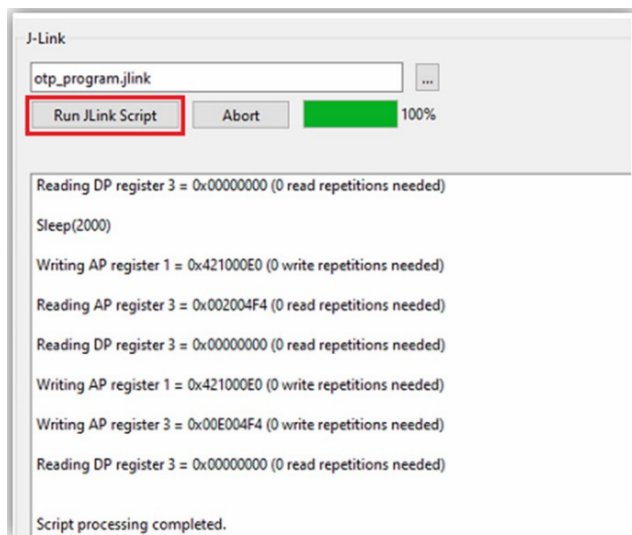 J-Link
otp_program.jlink
...
Run JLink Script
Abort
100%
Reading DP register 3 = 0x00000000 (0 read repetitions needed)
Sleep(2000)
Writing AP register 1 = 0x421000E0 (0 write repetitions needed)
Reading AP register 3 = 0x002004F4 (0 read repetitions needed)
Reading DP register 3 = 0x00000000 (0 read repetitions needed)
Writing AP register 1 = 0x421000E0 (0 write repetitions needed)
Writing AP register 3 = 0x00E004F4 (0 write repetitions needed)
Reading DP register 3 = 0x00000000 (0 read repetitions needed)
Script processing completed.